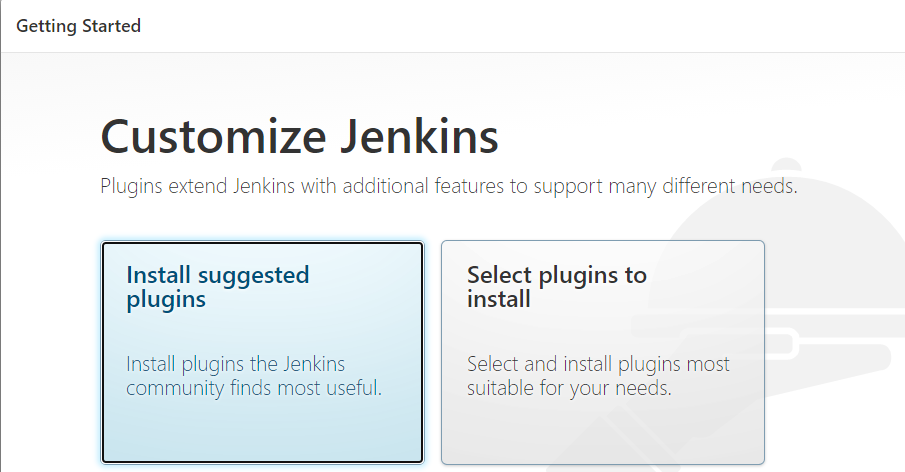 Getting Started
Customize Jenkins
Plugins extend Jenkins with additional features to support many different needs.
Install suggested
plugins
Install plugins the Jenkins
community finds most useful.
Select plugins to
install
Select and install plugins most
suitable for your needs.